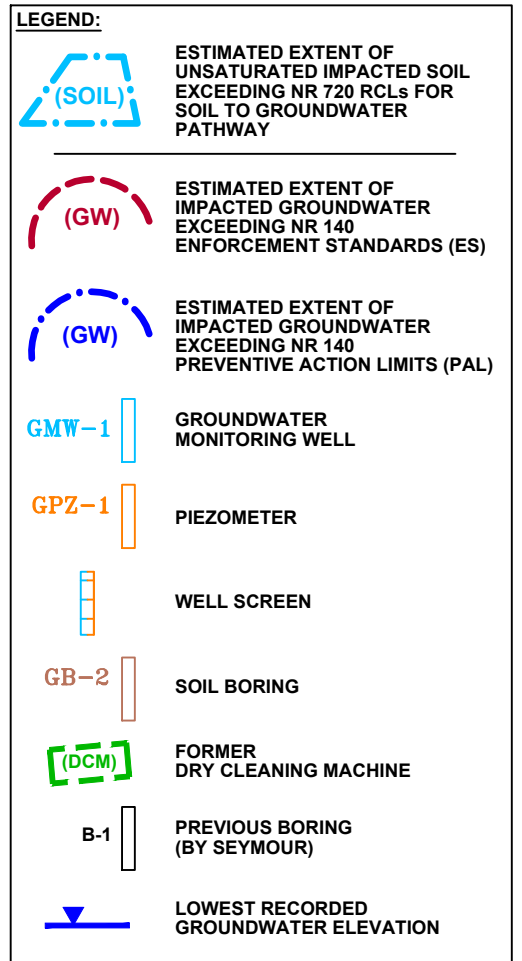 LEGEND:
(SOIL)
ESTIMATED EXTENT OF
UNSATURATED IMPACTED SOIL
EXCEEDING NR 720 RCLs FOR
SOIL TO GROUNDWATER
PATHWAY
(GW)
ESTIMATED EXTENT OF
IMPACTED GROUNDWATER
EXCEEDING NR 140
ENFORCEMENT STANDARDS (ES)
(GW)
ESTIMATED EXTENT OF
IMPACTED GROUNDWATER
EXCEEDING NR 140
PREVENTIVE ACTION LIMITS (PAL)
GMW-1
GROUNDWATER
MONITORING WELL
GPZ-1
PIEZOMETER
WELL SCREEN
GB-2
SOIL BORING
(DCM)
FORMER
DRY CLEANING MACHINE
B-1
PREVIOUS BORING
(BY SEYMOUR)
LOWEST RECORDED
GROUNDWATER ELEVATION